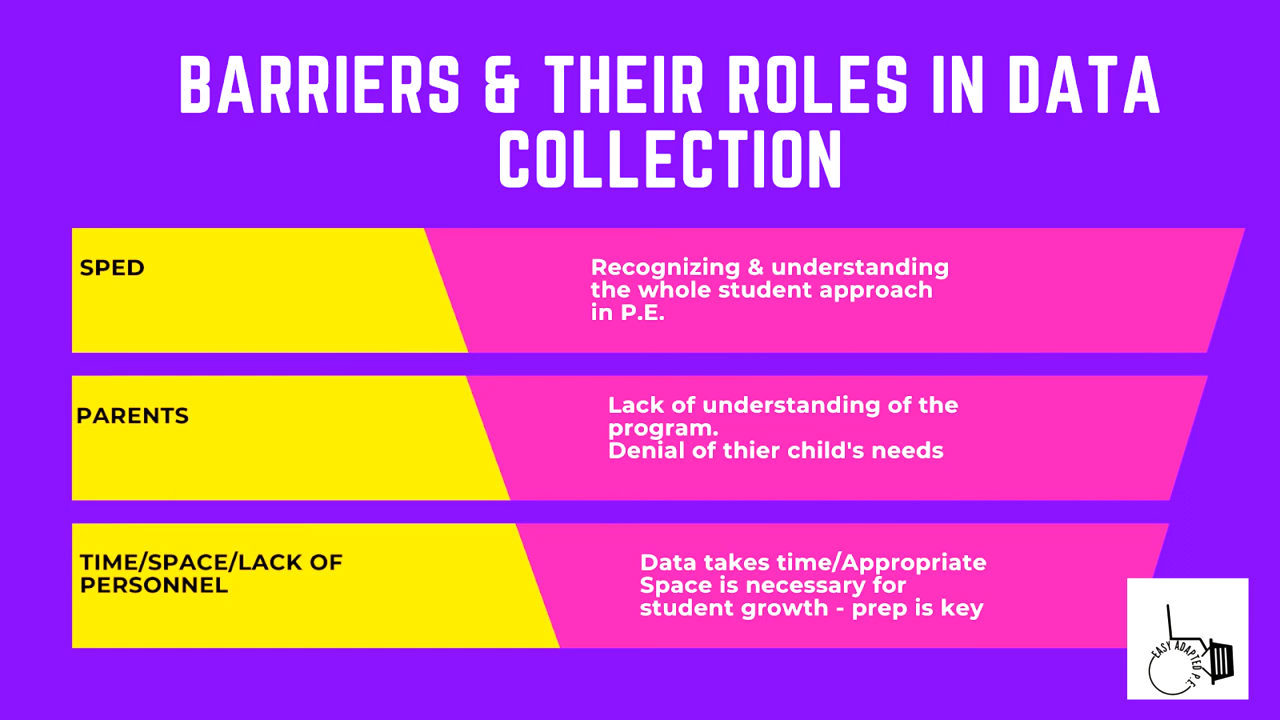 BARRIERS & THEIR ROLES IN DATA
COLLECTION
SPED
Recognizing & understanding
the whole student approach
in P.E.
PARENTS
Lack of understanding of the
program.
Denial of thier child's needs
TIME/SPACE/LACK OF
PERSONNEL
Data takes time/Appropriate
Space is necessary for
student growth - prep is key
EASY ADAPTED P.E.